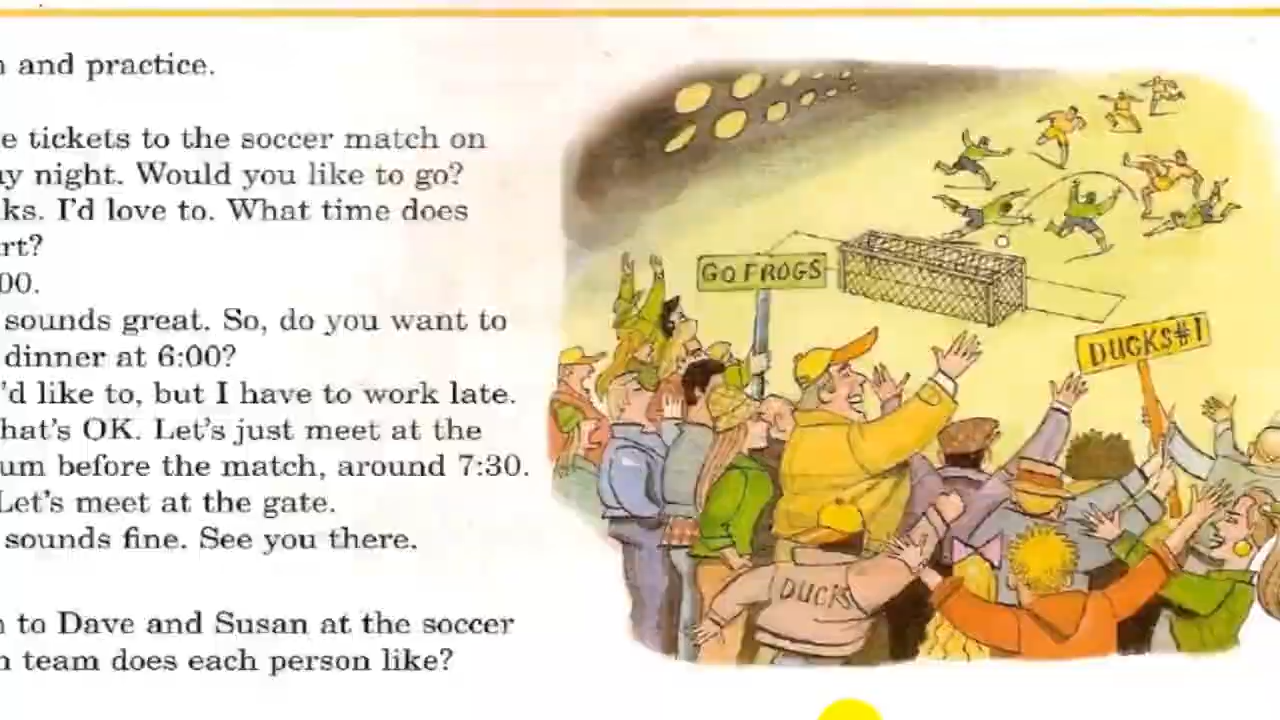 n and practice.
e tickets to the soccer match on
ay night. Would you like to go?
ks. I'd love to. What time does
rt?
00.
sounds great. So, do you want to
dinner at 6:00?
'd like to, but I have to work late.
hat's OK. Let's just meet at the
um before the match, around 7:30.
Let's meet at the gate.
sounds fine. See you there.
n to Dave and Susan at the soccer
h team does each person like?
GO FROGS
DUCKS #1
DUCKS